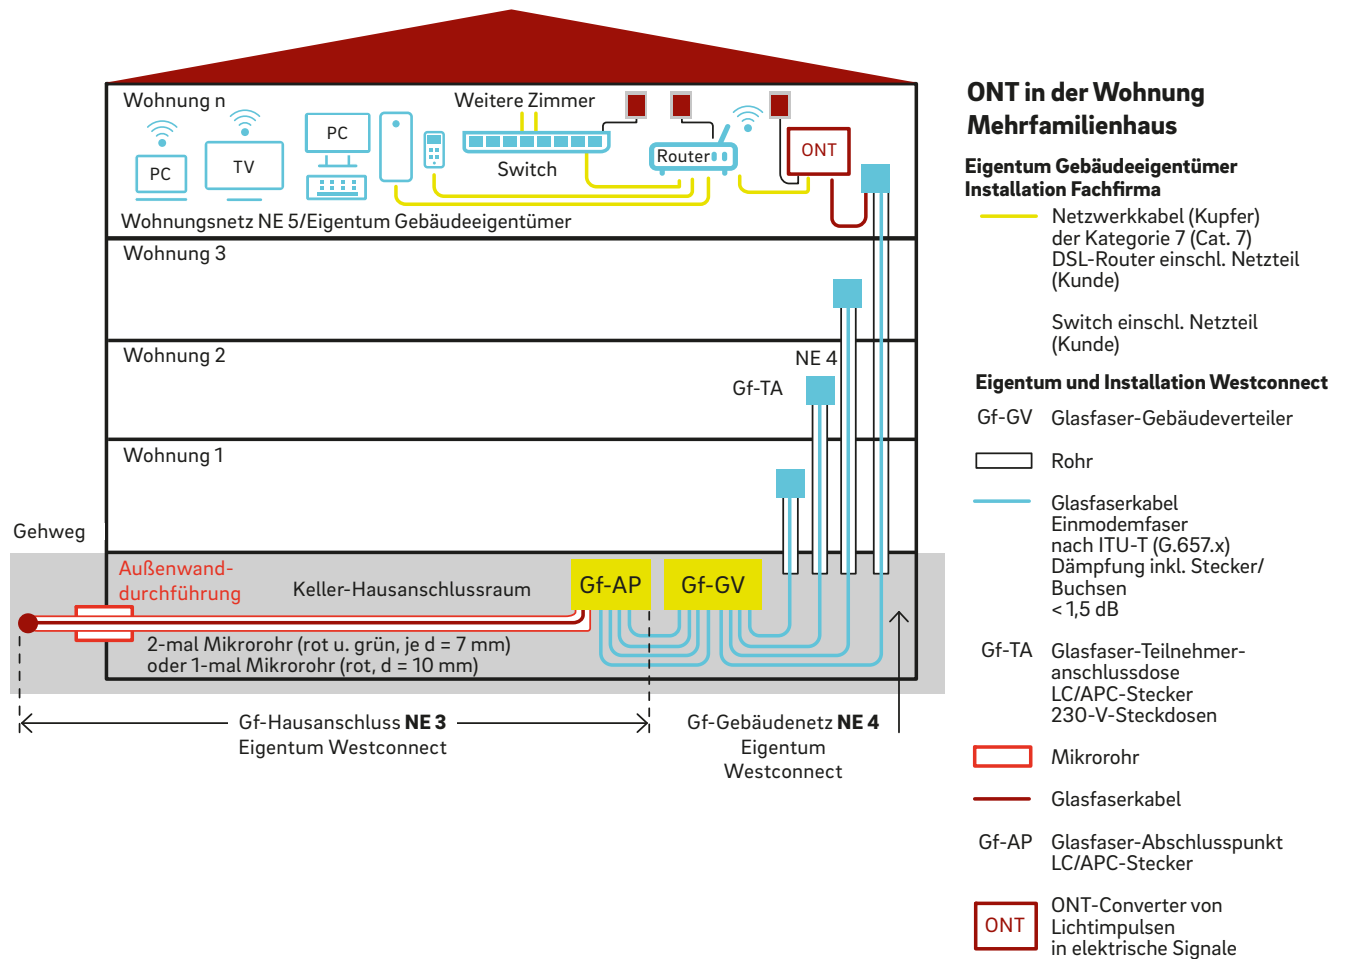 Wohnung n
Weitere Zimmer
PC
TV
PC
Switch
Router
ONT
Wohnungsnetz NE 5/Eigentum Gebäudeeigentümer
Wohnung 3
Wohnung 2
NE 4
Gf-TA
Wohnung 1
Gehweg
Außenwand-
durchführung
Keller-Hausanschlussraum
Gf-AP
Gf-GV
2-mal Mikrorohr (rot u. grün, je d = 7 mm)
oder 1-mal Mikrorohr (rot, d = 10 mm)
Gf-Hausanschluss NE 3
Eigentum Westconnect
Gf-Gebäudenetz NE 4
Eigentum
Westconnect
ONT in der Wohnung
Mehrfamilienhaus
Eigentum Gebäudeeigentümer
Installation Fachfirma
Netzwerkkabel (Kupfer)
der Kategorie 7 (Cat. 7)
DSL-Router einschl. Netzteil
(Kunde)
Switch einschl. Netzteil
(Kunde)
Eigentum und Installation Westconnect
Gf-GV Glasfaser-Gebäudeverteiler
Rohr
Glasfaserkabel
Einmodemfaser
nach ITU-T (G.657.x)
Dämpfung inkl. Stecker/
Buchsen
< 1,5 dB
Gf-TA Glasfaser-Teilnehmer-
anschlussdose
LC/APC-Stecker
230-V-Steckdosen
Mikrorohr
Glasfaserkabel
Gf-AP Glasfaser-Abschlusspunkt
LC/APC-Stecker
ONT ONT-Converter von
Lichtimpulsen
in elektrische Signale